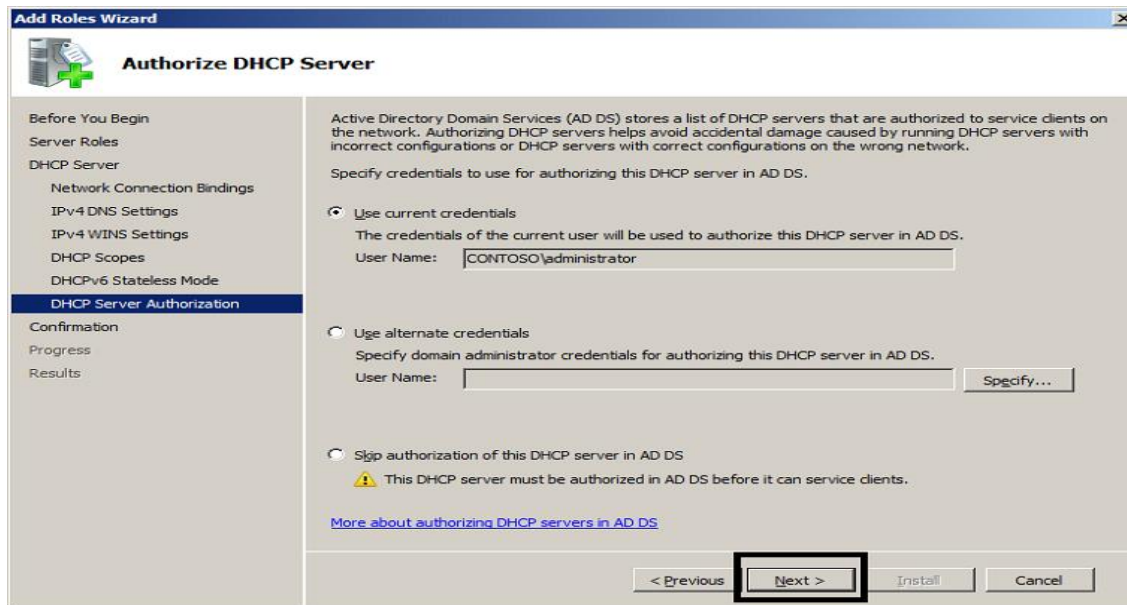 Add Roles Wizard
Authorize DHCP Server
Before You Begin
Server Roles
DHCP Server
Network Connection Bindings
IPv4 DNS Settings
IPv4 WINS Settings
DHCP Scopes
DHCPv6 Stateless Mode
DHCP Server Authorization
Confirmation
Progress
Results
Active Directory Domain Services (AD DS) stores a list of DHCP servers that are authorized to service clients on
the network. Authorizing DHCP servers helps avoid accidental damage caused by running DHCP servers with
incorrect configurations or DHCP servers with correct configurations on the wrong network.
Specify credentials to use for authorizing this DHCP server in AD DS.
Use current credentials
The credentials of the current user will be used to authorize this DHCP server in AD DS.
User Name: CONTOSO\administrator
Use alternate credentials
Specify domain administrator credentials for authorizing this DHCP server in AD DS.
User Name: Specify...
Skip authorization of this DHCP server in AD DS
This DHCP server must be authorized in AD DS before it can service clients.
More about authorizing DHCP servers in AD DS
< Previous Next > Install Cancel